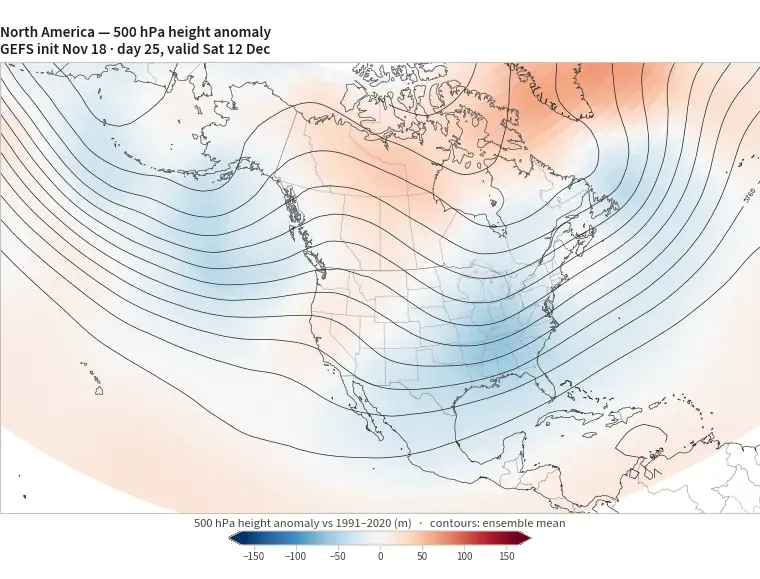 North America — 500 hPa height anomaly
GEFS init Nov 18 · day 25, valid Sat 12 Dec
5760
500 hPa height anomaly vs 1991–2020 (m) · contours: ensemble mean
−150 −100 −50 0 50 100 150